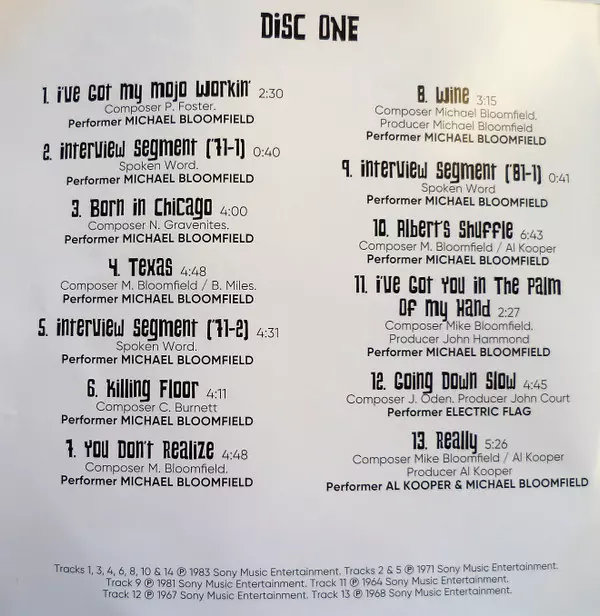 DISC ONE
1. I've Got My Mojo Workin' 2:30
Composer P. Foster.
Performer MICHAEL BLOOMFIELD
2. Interview Segment ('71-1) 0:40
Spoken Word.
Performer MICHAEL BLOOMFIELD
3. Born In Chicago 4:00
Composer N. Gravenites.
Performer MICHAEL BLOOMFIELD
4. Texas 4:48
Composer M. Bloomfield / B. Miles.
Performer MICHAEL BLOOMFIELD
5. Interview Segment ('71-2) 4:31
Spoken Word.
Performer MICHAEL BLOOMFIELD
6. Killing Floor 4:11
Composer C. Burnett
Performer MICHAEL BLOOMFIELD
7. You Don't Realize 4:48
Composer M. Bloomfield.
Performer MICHAEL BLOOMFIELD
8. Wine 3:15
Composer Michael Bloomfield.
Producer Michael Bloomfield
Performer MICHAEL BLOOMFIELD
9. Interview Segment ('81-1) 0:41
Spoken Word
Performer MICHAEL BLOOMFIELD
10. Albert's Shuffle 6:43
Composer M. Bloomfield / Al Kooper
Performer MICHAEL BLOOMFIELD
11. I've Got You In The Palm
Of My Hand 2:27
Composer Mike Bloomfield.
Producer John Hammond
Performer MICHAEL BLOOMFIELD
12. Going Down Slow 4:45
Composer J. Oden. Producer John Court
Performer ELECTRIC FLAG
13. Really 5:26
Composer Mike Bloomfield / Al Kooper
Producer Al Kooper
Performer AL KOOPER & MICHAEL BLOOMFIELD
Tracks 1, 3, 4, 6, 8, 10 & 14 ℗ 1983 Sony Music Entertainment. Tracks 2 & 5 ℗ 1971 Sony Music Entertainment.
Track 9 ℗ 1981 Sony Music Entertainment. Track 11 ℗ 1964 Sony Music Entertainment.
Track 12 ℗ 1967 Sony Music Entertainment. Track 13 ℗ 1968 Sony Music Entertainment.